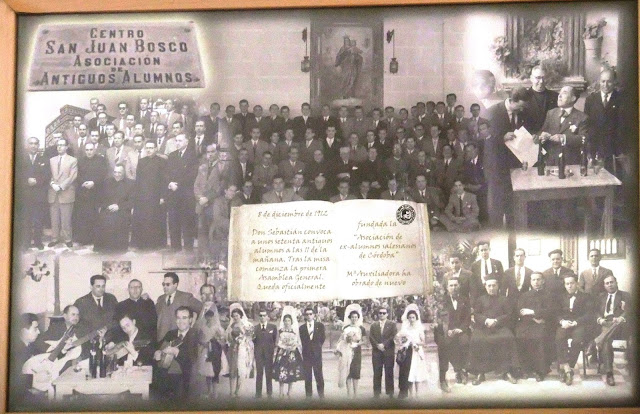 CENTRO
SAN JUAN BOSCO
ASOCIACIÓN
DE
ANTIGUOS ALUMNOS
8 de diciembre de
Don Sebastián convoca
a unos setenta antiguos
alumnos a las 11 de la
mañana. Tras la misa
comienza la primera
Asamblea General.
Queda oficialmente
fundada la
"Asociación de
ex-alumnos salesianos
de Córdoba"
Mª Auxiliadora ha
obrado de nuevo